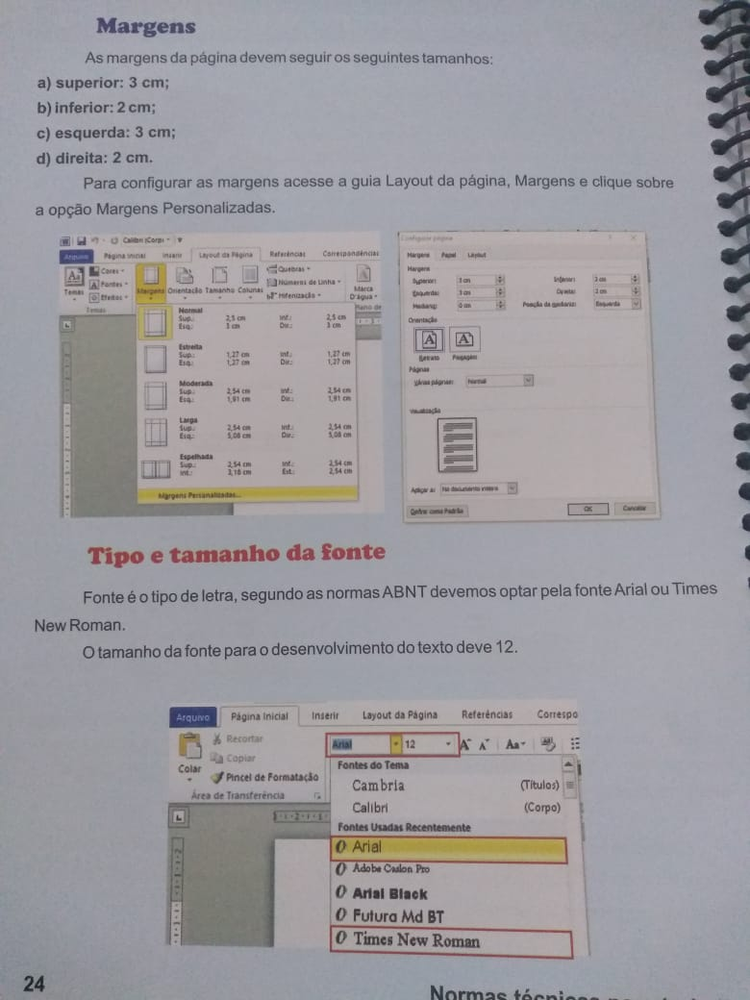 Margens
As margens da página devem seguir os seguintes tamanhos:
a) superior: 3 cm;
b) inferior: 2 cm;
c) esquerda: 3 cm;
d) direita: 2 cm.
Para configurar as margens acesse a guia Layout da página, Margens e clique sobre
a opção Margens Personalizadas.
Calibri (Corpo
Arquivo Página Inicial Inserir Layout da Página Referências Correspondências
Cores
Fontes
Efeitos
Temas
Margens Orientação Tamanho Colunas
Quebras
Números de Linha
Hifenização
Marca
D'água
Temas
Plano de
Normal
Sup.: 2,5 cm Inf.: 2,5 cm
Esq.: 3 cm Dir.: 3 cm
Estreita
Sup.: 1,27 cm Inf.: 1,27 cm
Esq.: 1,27 cm Dir.: 1,27 cm
Moderada
Sup.: 2,54 cm Inf.: 2,54 cm
Esq.: 1,91 cm Dir.: 1,91 cm
Larga
Sup.: 2,54 cm Inf.: 2,54 cm
Esq.: 5,08 cm Dir.: 5,08 cm
Espelhada
Sup.: 2,54 cm Inf.: 2,54 cm
Int.: 3,18 cm Ext.: 2,54 cm
Margens Personalizadas...
Configurar página
Margens Papel Layout
Margens
Superior: 3 cm Inferior: 2 cm
Esquerda: 3 cm Direita: 2 cm
Medianiz: 0 cm Posição da medianiz: Esquerda
Orientação
Retrato Paisagem
Páginas
Várias páginas: Normal
Visualização
Aplicar a: No documento inteiro
Definir como Padrão OK Cancelar
Tipo e tamanho da fonte
Fonte é o tipo de letra, segundo as normas ABNT devemos optar pela fonte Arial ou Times
New Roman.
O tamanho da fonte para o desenvolvimento do texto deve 12.
Arquivo Página Inicial Inserir Layout da Página Referências Correspo
Recortar
Copiar
Colar
Pincel de Formatação
Área de Transferência
Arial 12 A A Aa
Fontes do Tema
Cambria (Títulos)
Calibri (Corpo)
Fontes Usadas Recentemente
Arial
Adobe Caslon Pro
Arial Black
Futura Md BT
Times New Roman
24
Normas